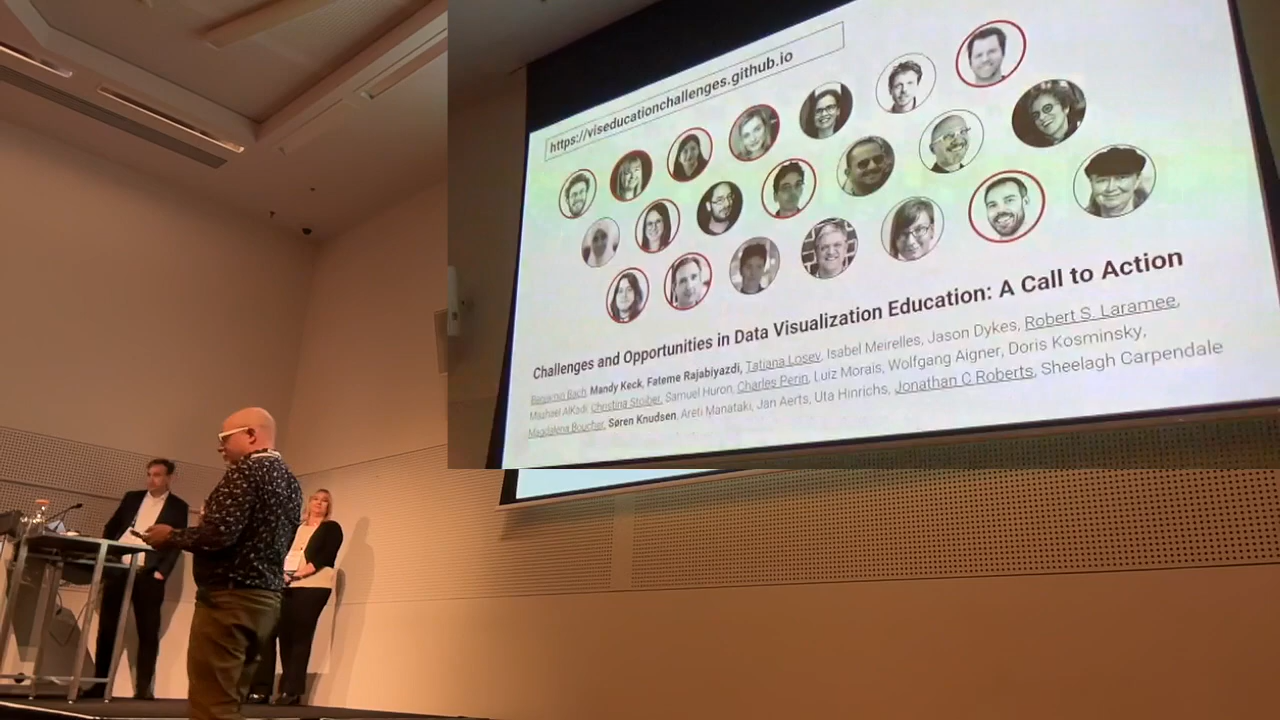 https://viseducationchallenges.github.io
Challenges and Opportunities in Data Visualization Education: A Call to Action
Benjamin Bach, Mandy Keck, Fateme Rajabiyazdi, Tatiana Losev, Isabel Meirelles, Jason Dykes, Robert S. Laramee,
Mashael AlKadi, Christina Stoiber, Samuel Huron, Charles Perin, Luiz Morais, Wolfgang Aigner, Doris Kosminsky,
Magdalena Boucher, Søren Knudsen, Areti Manataki, Jan Aerts, Uta Hinrichs, Jonathan C Roberts, Sheelagh Carpendale